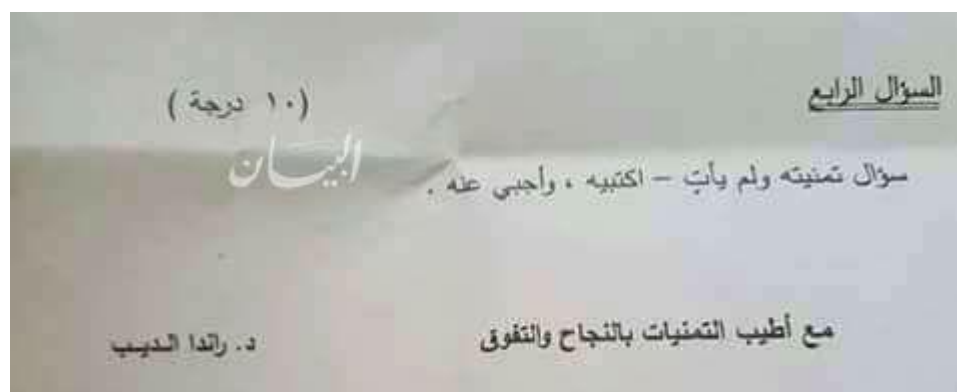 السؤال الرابع (١٠ درجة)
البيان
سؤال تمنيته ولم يأتِ – اكتبيه ، وأجبي عنه .
مع أطيب التمنيات بالنجاح والتفوق د. راندا الديب